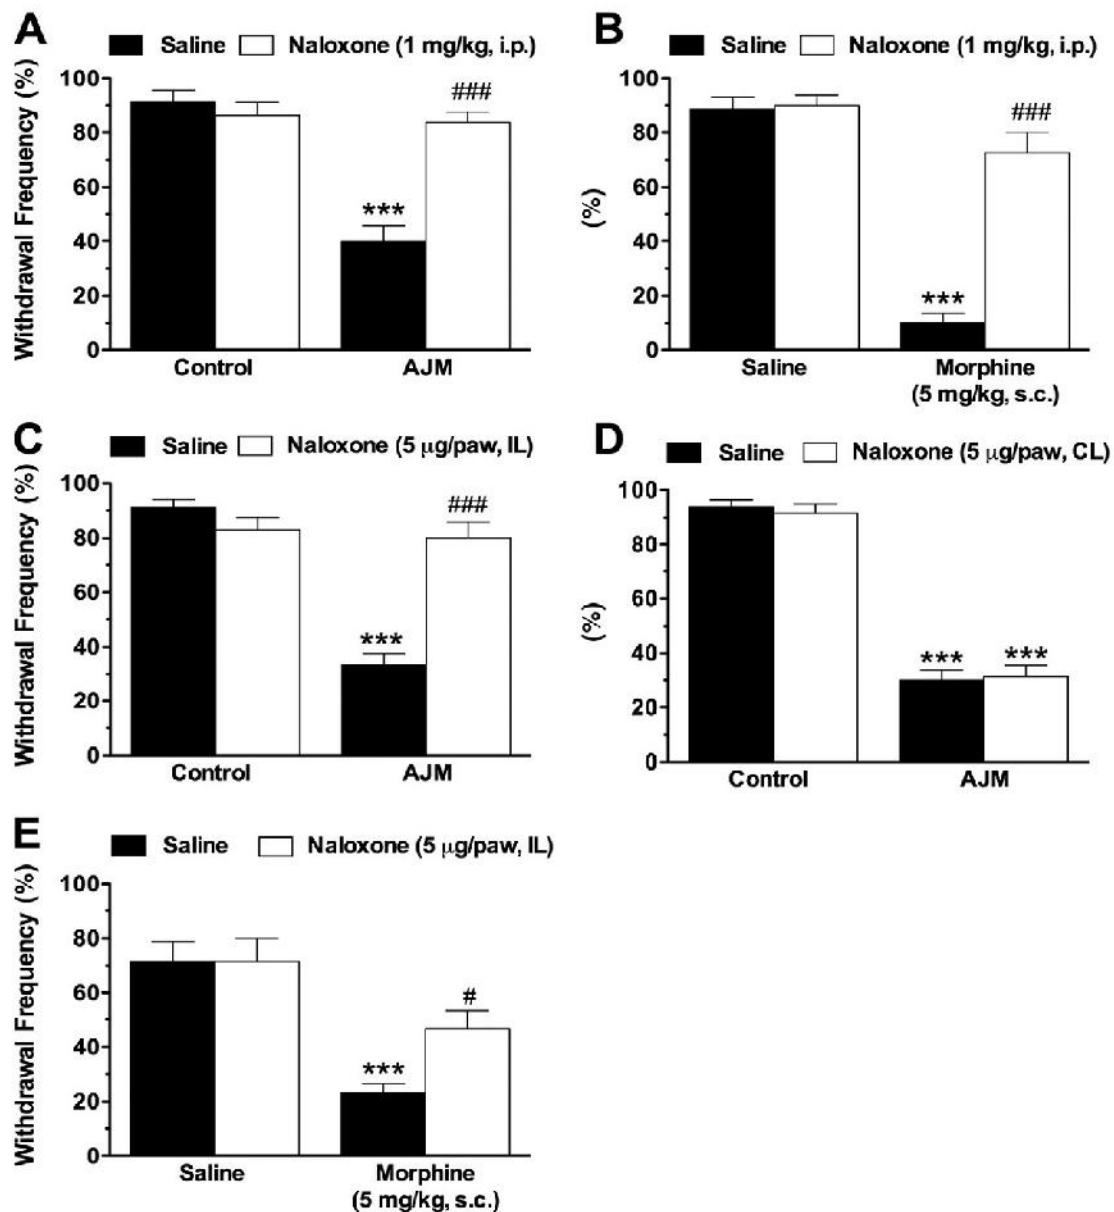 A
Saline Naloxone (1 mg/kg, i.p.)
Withdrawal Frequency (%)
100
80
60
40
20
0
***
###
Control AJM
B
Saline Naloxone (1 mg/kg, i.p.)
(%)
100
80
60
40
20
0
***
###
Saline Morphine
(5 mg/kg, s.c.)
C
Saline Naloxone (5 μg/paw, IL)
Withdrawal Frequency (%)
100
80
60
40
20
0
***
###
Control AJM
D
Saline Naloxone (5 μg/paw, CL)
(%)
100
80
60
40
20
0
*** ***
Control AJM
E
Saline Naloxone (5 μg/paw, IL)
Withdrawal Frequency (%)
100
80
60
40
20
0
***
#
Saline Morphine
(5 mg/kg, s.c.)